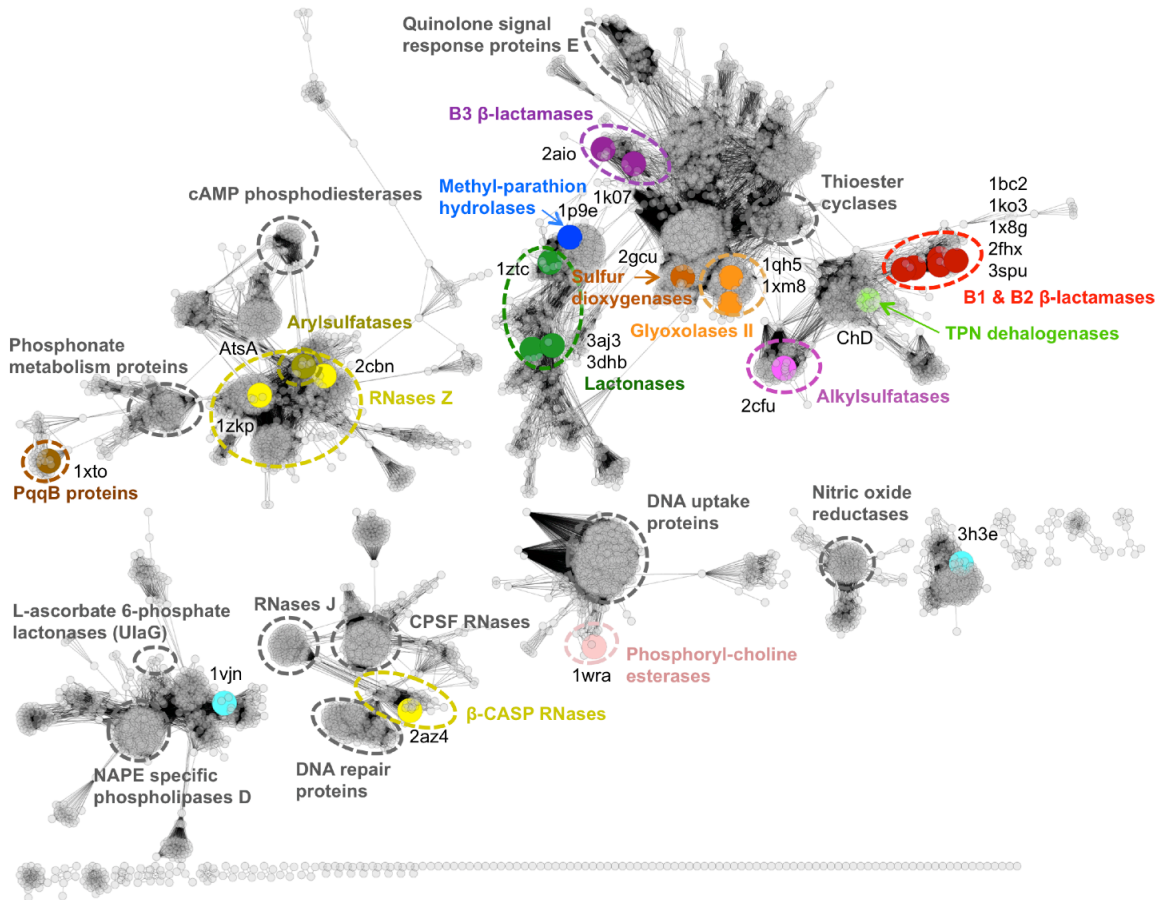 Quinolone signal
response proteins E
B3 β-lactamases
2aio
cAMP phosphodiesterases
Methyl-parathion
hydrolases
1k07
1p9e
Thioester
cyclases
1bc2
1ko3
1x8g
2fhx
3spu
B1 & B2 β-lactamases
1ztc
2gcu
Sulfur
dioxygenases
1qh5
1xm8
Glyoxolases II
TPN dehalogenases
ChD
Arylsulfatases
AtsA
2cbn
RNases Z
1zkp
3aj3
3dhb
Lactonases
Alkylsulfatases
2cfu
Phosphonate
metabolism proteins
1xto
PqqB proteins
DNA uptake
proteins
Nitric oxide
reductases
3h3e
L-ascorbate 6-phosphate
lactonases (UlaG)
RNases J
CPSF RNases
1vjn
Phosphoryl-choline
esterases
1wra
β-CASP RNases
2az4
NAPE specific
phospholipases D
DNA repair
proteins